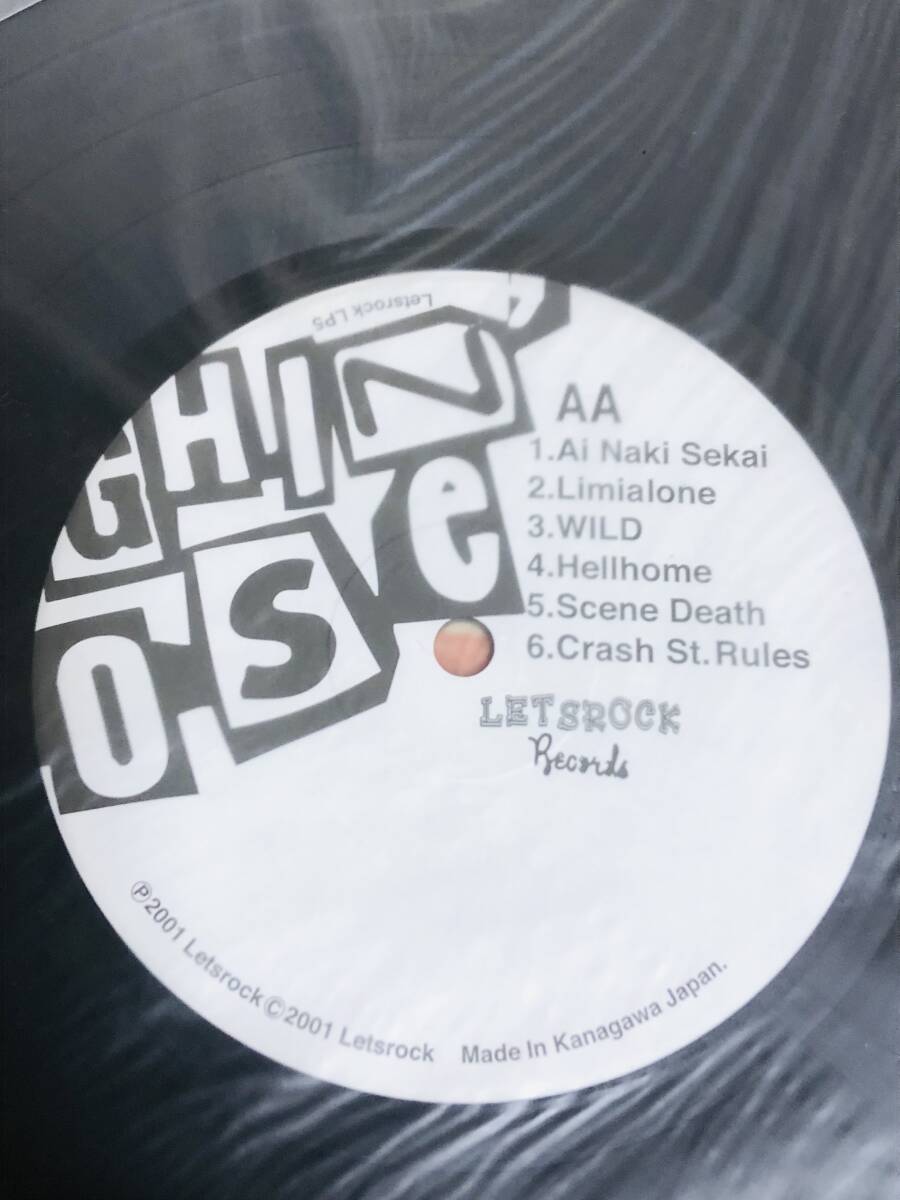 Letsrock LP5
GHIN'
OSe
AA
1.Ai Naki Sekai
2.Limialone
3.WILD
4.Hellhome
5.Scene Death
6.Crash St.Rules
LETSROCK
Records
℗2001 Letsrock©2001 Letsrock Made In Kanagawa Japan.